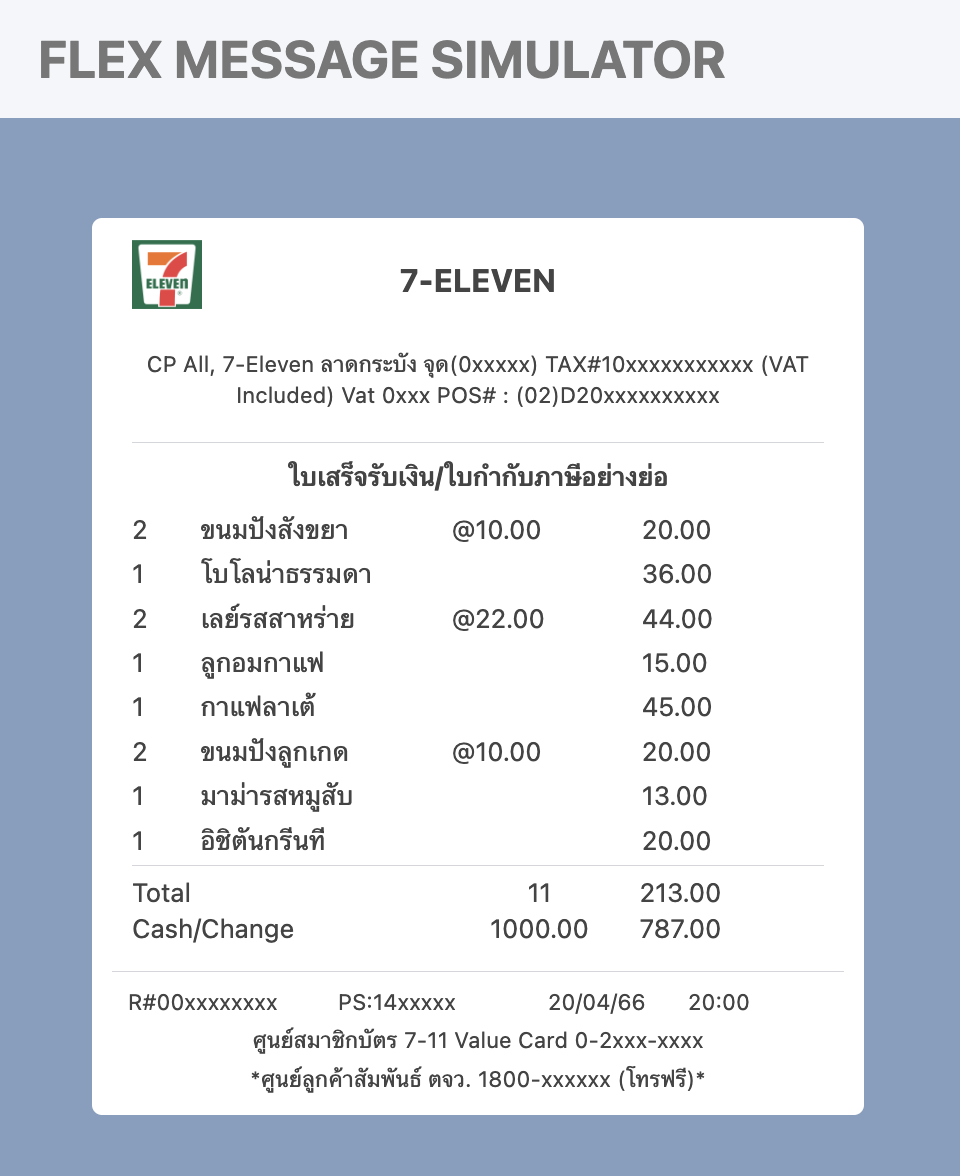 FLEX MESSAGE SIMULATOR
7
ELEVEN
7-ELEVEN
CP All, 7-Eleven ลาดกระบัง จุด(0xxxxx) TAX#10xxxxxxxxxxx (VAT
Included) Vat 0xxx POS# : (02)D20xxxxxxxxxx
ใบเสร็จรับเงิน/ใบกำกับภาษีอย่างย่อ
2 ขนมปังสังขยา @10.00 20.00
1 โบโลน่าธรรมดา 36.00
2 เลย์รสสาหร่าย @22.00 44.00
1 ลูกอมกาแฟ 15.00
1 กาแฟลาเต้ 45.00
2 ขนมปังลูกเกด @10.00 20.00
1 มาม่ารสหมูสับ 13.00
1 อิชิตันกรีนที 20.00
Total 11 213.00
Cash/Change 1000.00 787.00
R#00xxxxxxxx PS:14xxxxx 20/04/66 20:00
ศูนย์สมาชิกบัตร 7-11 Value Card 0-2xxx-xxxx
*ศูนย์ลูกค้าสัมพันธ์ ตจว. 1800-xxxxxx (โทรฟรี)*